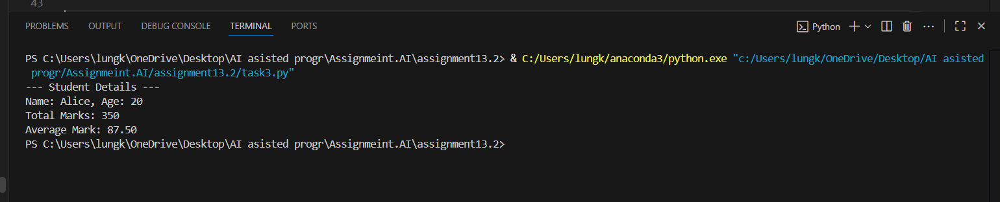 43
PROBLEMS OUTPUT DEBUG CONSOLE TERMINAL PORTS Python
PS C:\Users\lungk\OneDrive\Desktop\AI asisted progr\Assignmeint.AI\assignment13.2> & C:/Users/lungk/anaconda3/python.exe "c:/Users/lungk/OneDrive/Desktop/AI asisted
progr/Assignmeint.AI/assignment13.2/task3.py"
--- Student Details ---
Name: Alice, Age: 20
Total Marks: 350
Average Mark: 87.50
PS C:\Users\lungk\OneDrive\Desktop\AI asisted progr\Assignmeint.AI\assignment13.2>